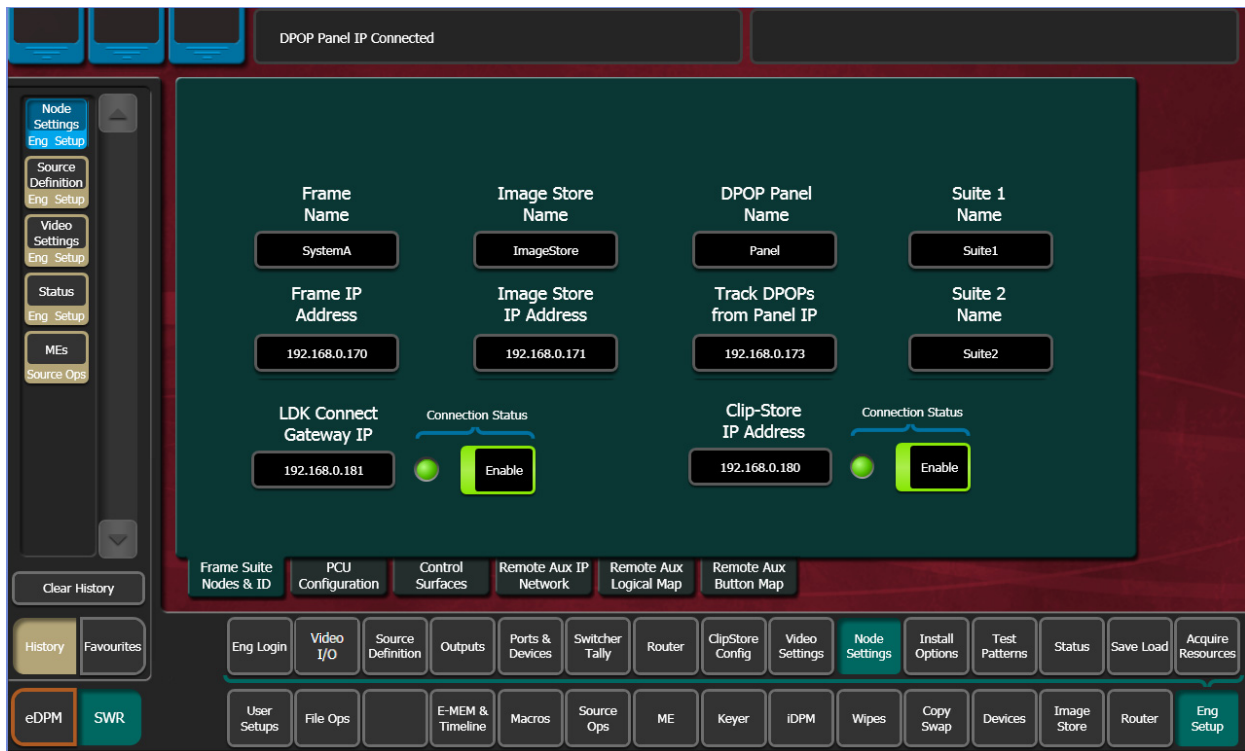 DPOP Panel IP Connected
Node
Settings
Eng Setup
Source
Definition
Eng Setup
Video
Settings
Eng Setup
Status
Eng Setup
MEs
Source Ops
Clear History
History
Favourites
eDPM
SWR
Frame
Name
SystemA
Image Store
Name
ImageStore
DPOP Panel
Name
Panel
Suite 1
Name
Suite1
Frame IP
Address
192.168.0.170
Image Store
IP Address
192.168.0.171
Track DPOPs
from Panel IP
192.168.0.173
Suite 2
Name
Suite2
LDK Connect
Gateway IP
192.168.0.181
Connection Status
Enable
Clip-Store
IP Address
192.168.0.180
Connection Status
Enable
Frame Suite
Nodes & ID
PCU
Configuration
Control
Surfaces
Remote Aux IP
Network
Remote Aux
Logical Map
Remote Aux
Button Map
Eng Login
Video
I/O
Source
Definition
Outputs
Ports &
Devices
Switcher
Tally
Router
ClipStore
Config
Video
Settings
Node
Settings
Install
Options
Test
Patterns
Status
Save Load
Acquire
Resources
User
Setups
File Ops
E-MEM &
Timeline
Macros
Source
Ops
ME
Keyer
iDPM
Wipes
Copy
Swap
Devices
Image
Store
Router
Eng
Setup